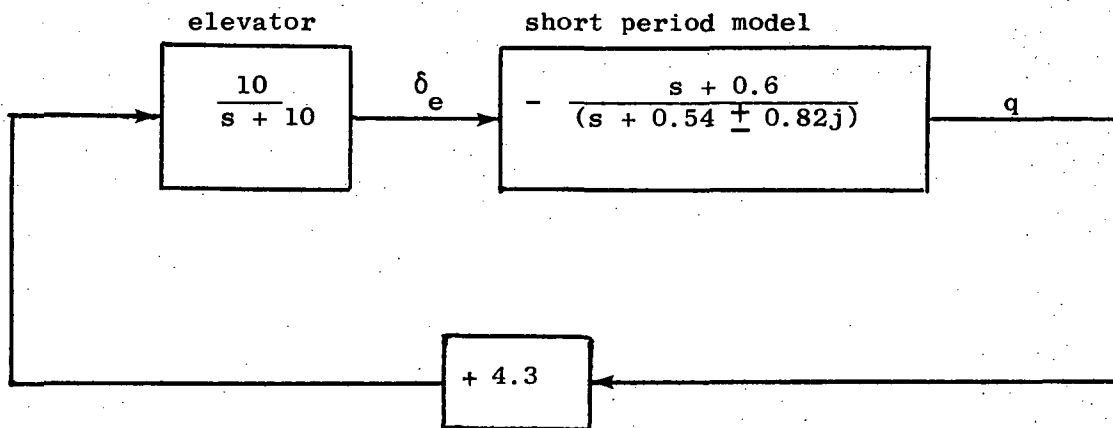 elevator
short period model
10
s + 10
δe
- s + 0.6
(s + 0.54 ± 0.82j)
q
+ 4.3